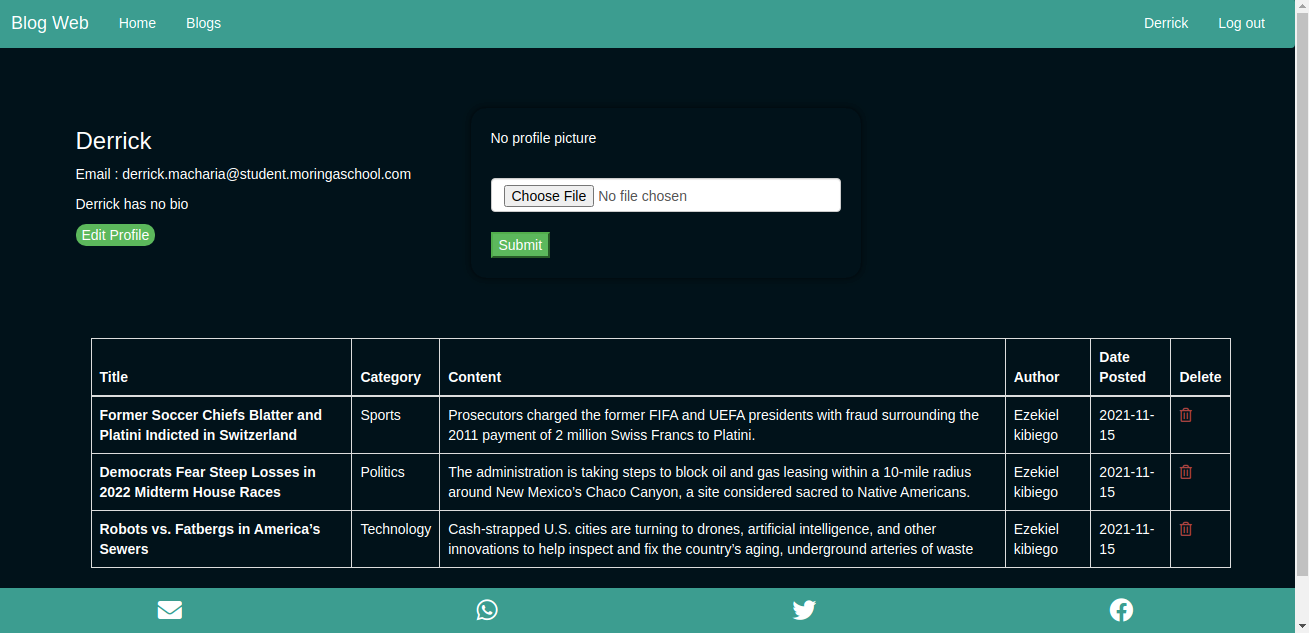 Blog Web Home Blogs Derrick Log out
Derrick
Email : derrick.macharia@student.moringaschool.com
Derrick has no bio
Edit Profile
No profile picture
Choose File No file chosen
Submit
Title Category Content Author Date Posted Delete
Former Soccer Chiefs Blatter and
Platini Indicted in Switzerland
Sports
Prosecutors charged the former FIFA and UEFA presidents with fraud surrounding the
2011 payment of 2 million Swiss Francs to Platini.
Ezekiel
kibiego
2021-11-
15
Democrats Fear Steep Losses in
2022 Midterm House Races
Politics
The administration is taking steps to block oil and gas leasing within a 10-mile radius
around New Mexico’s Chaco Canyon, a site considered sacred to Native Americans.
Ezekiel
kibiego
2021-11-
15
Robots vs. Fatbergs in America’s
Sewers
Technology
Cash-strapped U.S. cities are turning to drones, artificial intelligence, and other
innovations to help inspect and fix the country’s aging, underground arteries of waste
Ezekiel
kibiego
2021-11-
15